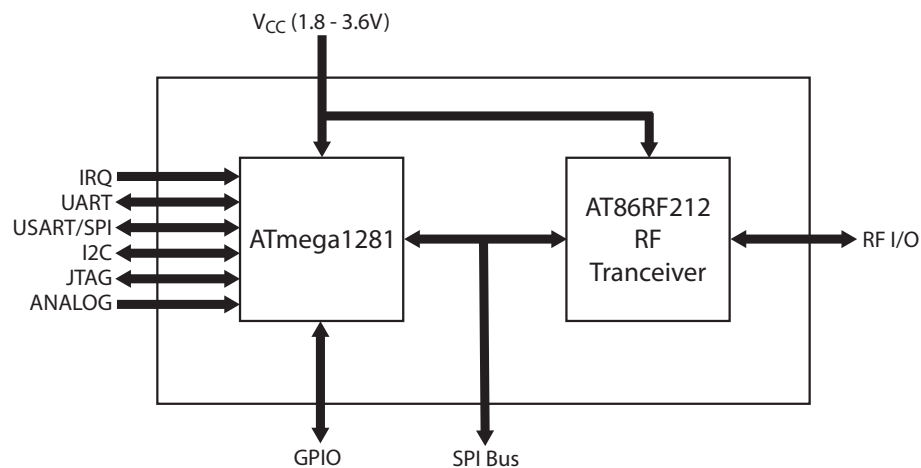 VCC (1.8 - 3.6V)
IRQ
UART
USART/SPI
I2C
JTAG
ANALOG
ATmega1281
AT86RF212
RF
Tranceiver
RF I/O
GPIO
SPI Bus